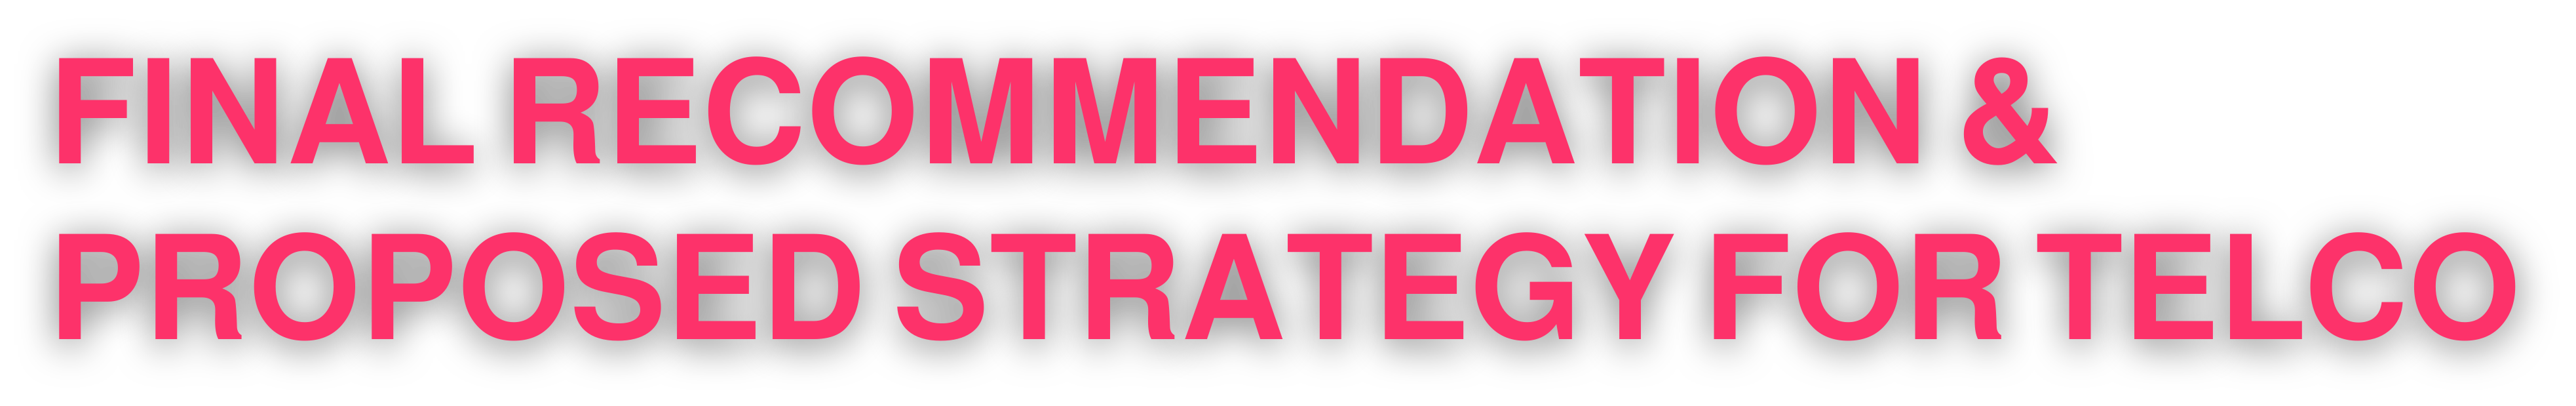 FINAL RECOMMENDATION &
PROPOSED STRATEGY FOR TELCO